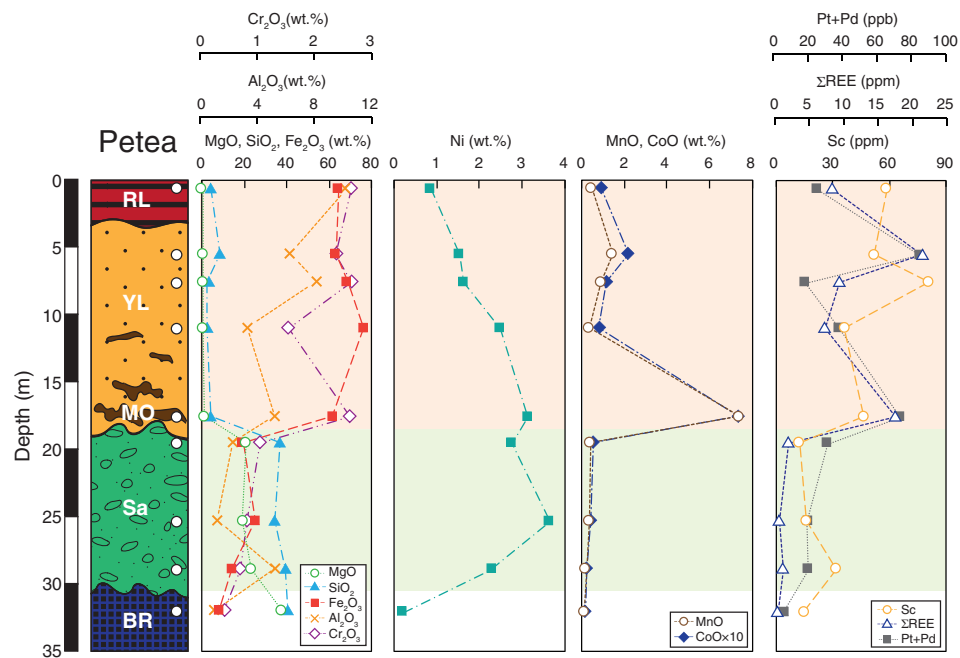 Cr₂O₃(wt.%)
0 1 2 3
Al₂O₃(wt.%)
0 4 8 12
MgO, SiO₂, Fe₂O₃ (wt.%)
0 20 40 60 80
Ni (wt.%)
0 1 2 3 4
MnO, CoO (wt.%)
0 2 4 6 8
Pt+Pd (ppb)
0 20 40 60 80 100
ΣREE (ppm)
0 5 10 15 20 25
Sc (ppm)
0 30 60 90
Petea
Depth (m)
0
5
10
15
20
25
30
35
RL
YL
MO
Sa
BR
MgO
SiO₂
Fe₂O₃
Al₂O₃
Cr₂O₃
MnO
CoO×10
Sc
ΣREE
Pt+Pd